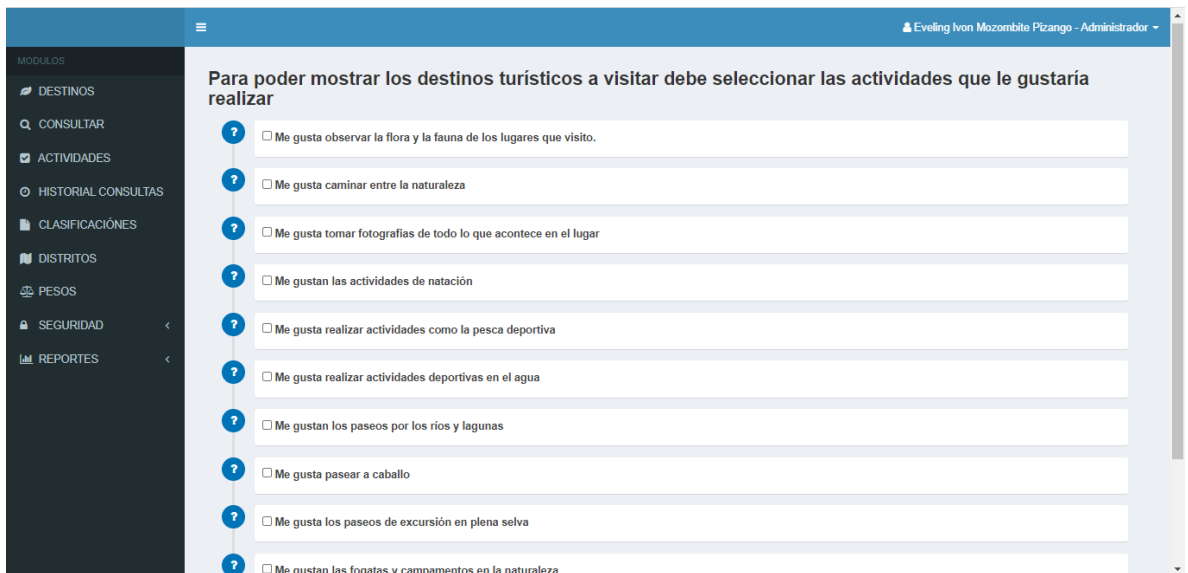 Eveling Ivon Mozombite Pizango - Administrador
MODULOS
DESTINOS
CONSULTAR
ACTIVIDADES
HISTORIAL CONSULTAS
CLASIFICACIÓNES
DISTRITOS
PESOS
SEGURIDAD
REPORTES
Para poder mostrar los destinos turísticos a visitar debe seleccionar las actividades que le gustaría
realizar
? Me gusta observar la flora y la fauna de los lugares que visito.
? Me gusta caminar entre la naturaleza
? Me gusta tomar fotografias de todo lo que acontece en el lugar
? Me gustan las actividades de natación
? Me gusta realizar actividades como la pesca deportiva
? Me gusta realizar actividades deportivas en el agua
? Me gustan los paseos por los rios y lagunas
? Me gusta pasear a caballo
? Me gusta los paseos de excursión en plena selva
? Me gustan las fogatas y campamentos en la naturaleza